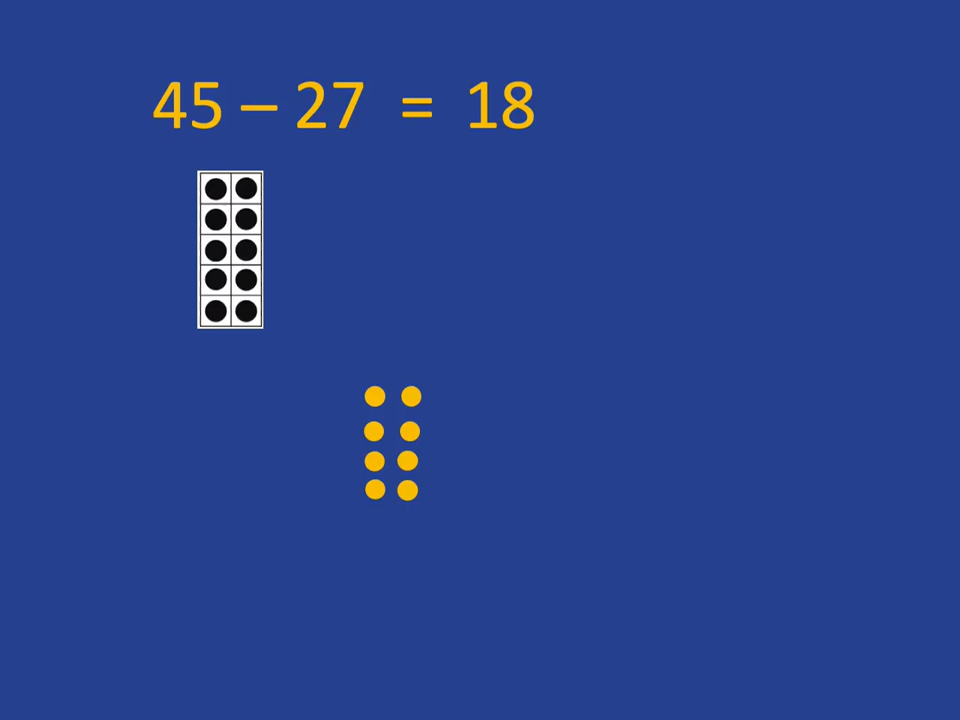 45 – 27 = 18